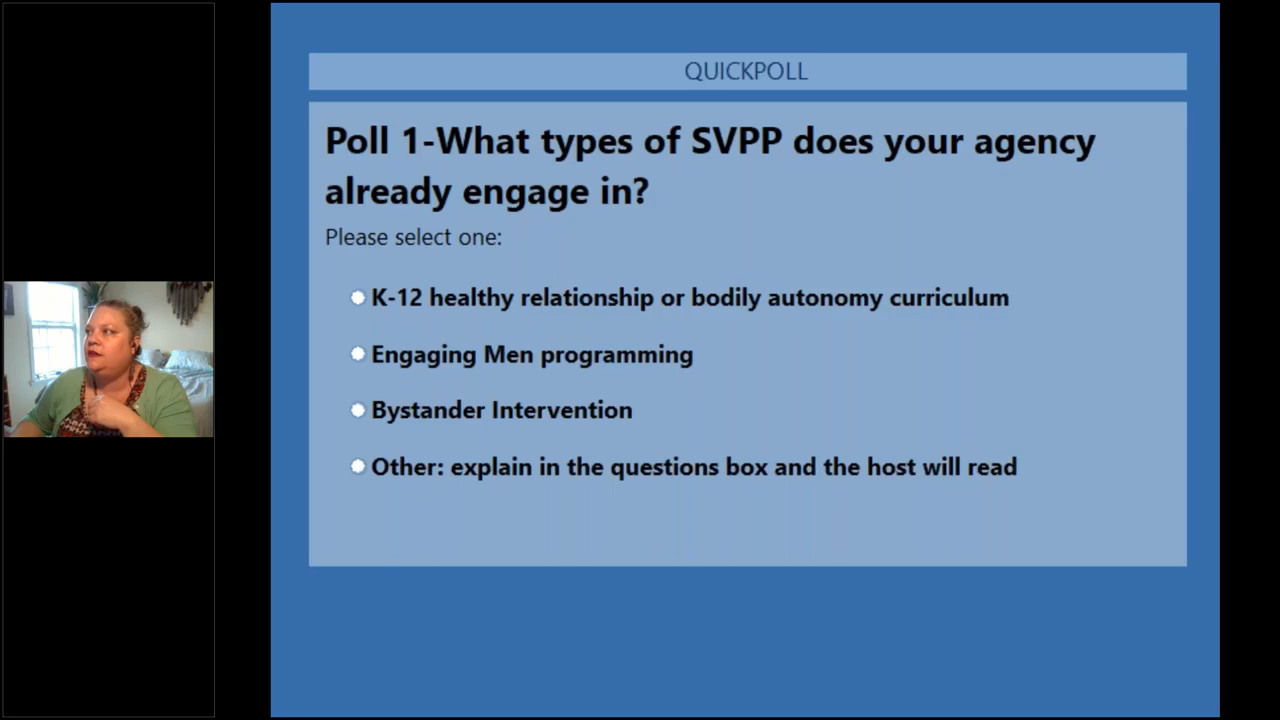 QUICKPOLL
Poll 1-What types of SVPP does your agency
already engage in?
Please select one:
K-12 healthy relationship or bodily autonomy curriculum
Engaging Men programming
Bystander Intervention
Other: explain in the questions box and the host will read